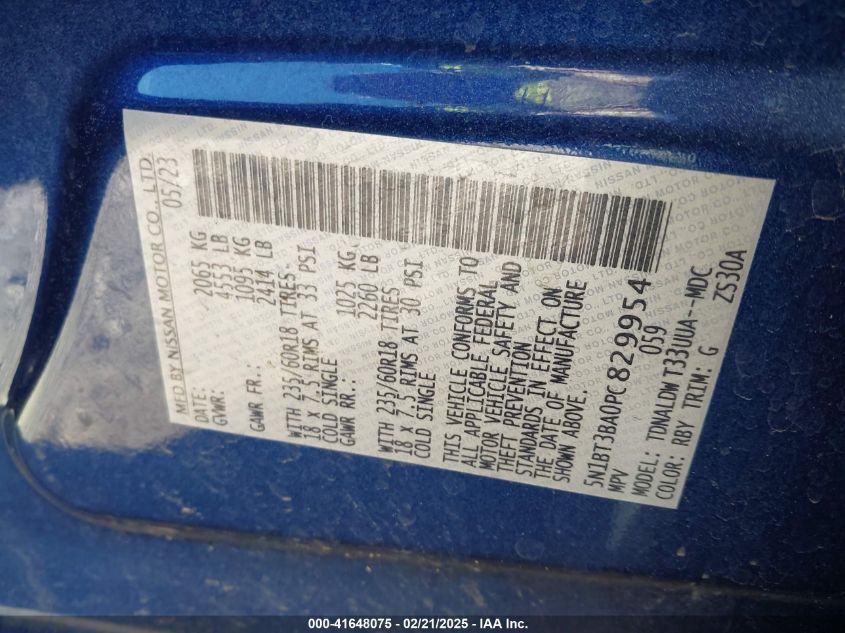 MFD BY NISSAN MOTOR CO., LTD.
DATE: 05/23
GVWR: 2065 KG
4553 LB
GAWR FR.: 1095 KG
2414 LB
WITH 235/60R18 TIRES.
18 X 7.5 RIMS AT 33 PSI
COLD SINGLE
GAWR RR.: 1025 KG
2260 LB
WITH 235/60R18 TIRES
18 X 7.5 RIMS AT 30 PSI
COLD SINGLE
THIS VEHICLE CONFORMS TO
ALL APPLICABLE FEDERAL
MOTOR VEHICLE SAFETY AND
THEFT PREVENTION
STANDARDS IN EFFECT ON
THE DATE OF MANUFACTURE
SHOWN ABOVE.
5N1BT3BA0PC829954
MPV 059
MODEL: TDNALDW T33UUA--MDC
COLOR: RBY TRIM: G ZS30A
000-41648075 - 02/21/2025 - IAA Inc.